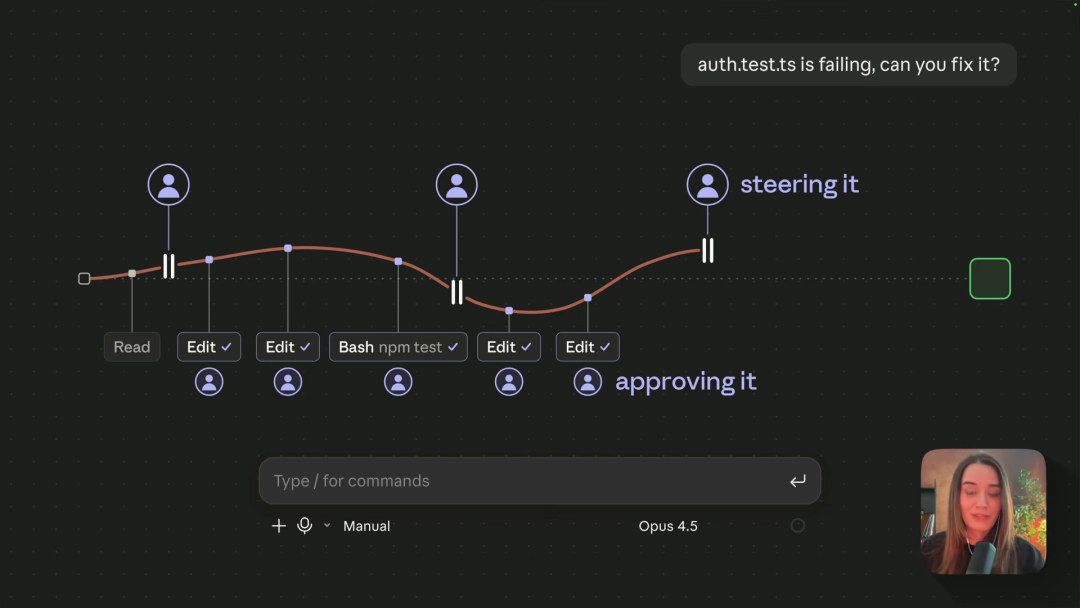 auth.test.ts is failing, can you fix it?
steering it
Read
Edit ✓
Edit ✓
Bash npm test ✓
Edit ✓
Edit ✓
approving it
Type / for commands
Manual
Opus 4.5